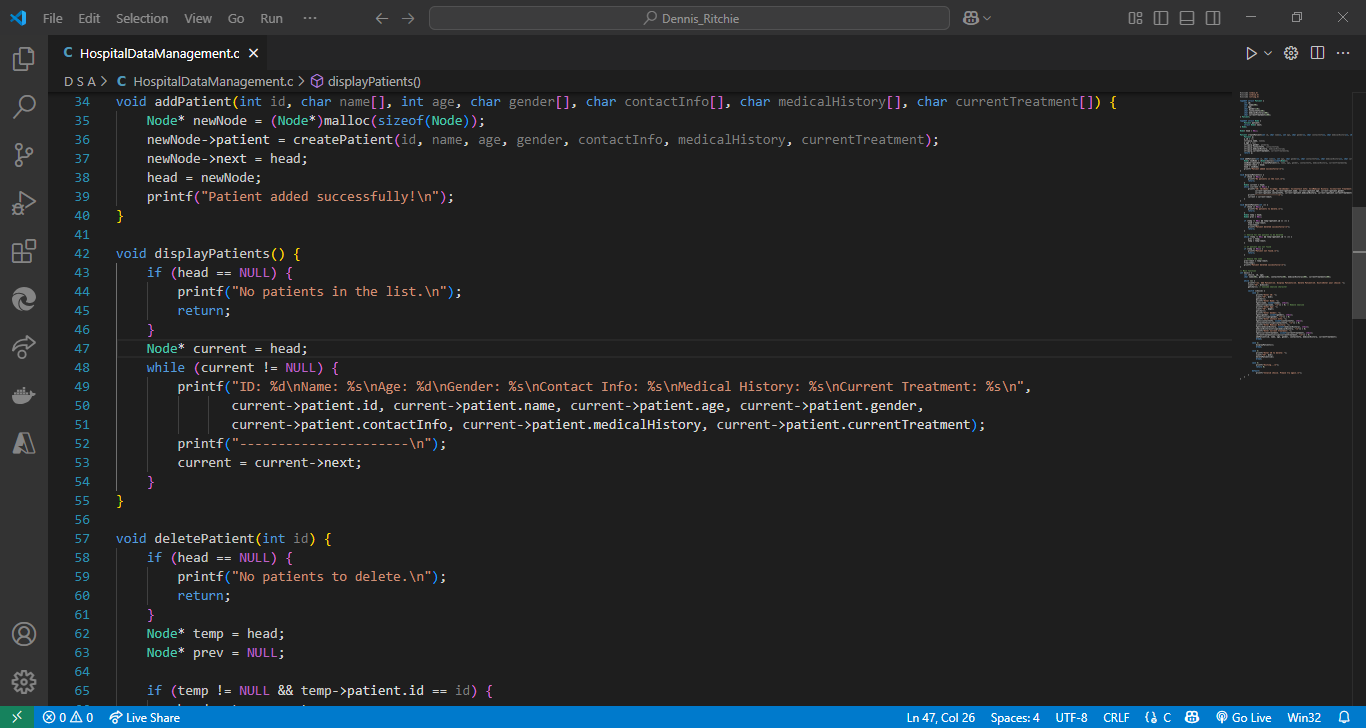 File Edit Selection View Go Run ··· Dennis_Ritchie
C HospitalDataManagement.c
D S A > C HospitalDataManagement.c > displayPatients()
34 void addPatient(int id, char name[], int age, char gender[], char contactInfo[], char medicalHistory[], char currentTreatment[]) {
35 Node* newNode = (Node*)malloc(sizeof(Node));
36 newNode->patient = createPatient(id, name, age, gender, contactInfo, medicalHistory, currentTreatment);
37 newNode->next = head;
38 head = newNode;
39 printf("Patient added successfully!\n");
40 }
41
42 void displayPatients() {
43 if (head == NULL) {
44 printf("No patients in the list.\n");
45 return;
46 }
47 Node* current = head;
48 while (current != NULL) {
49 printf("ID: %d\nName: %s\nAge: %d\nGender: %s\nContact Info: %s\nMedical History: %s\nCurrent Treatment: %s\n",
50 current->patient.id, current->patient.name, current->patient.age, current->patient.gender,
51 current->patient.contactInfo, current->patient.medicalHistory, current->patient.currentTreatment);
52 printf("----------------------\n");
53 current = current->next;
54 }
55 }
56
57 void deletePatient(int id) {
58 if (head == NULL) {
59 printf("No patients to delete.\n");
60 return;
61 }
62 Node* temp = head;
63 Node* prev = NULL;
64
65 if (temp != NULL && temp->patient.id == id) {
0 0 Live Share Ln 47, Col 26 Spaces: 4 UTF-8 CRLF {} C Go Live Win32